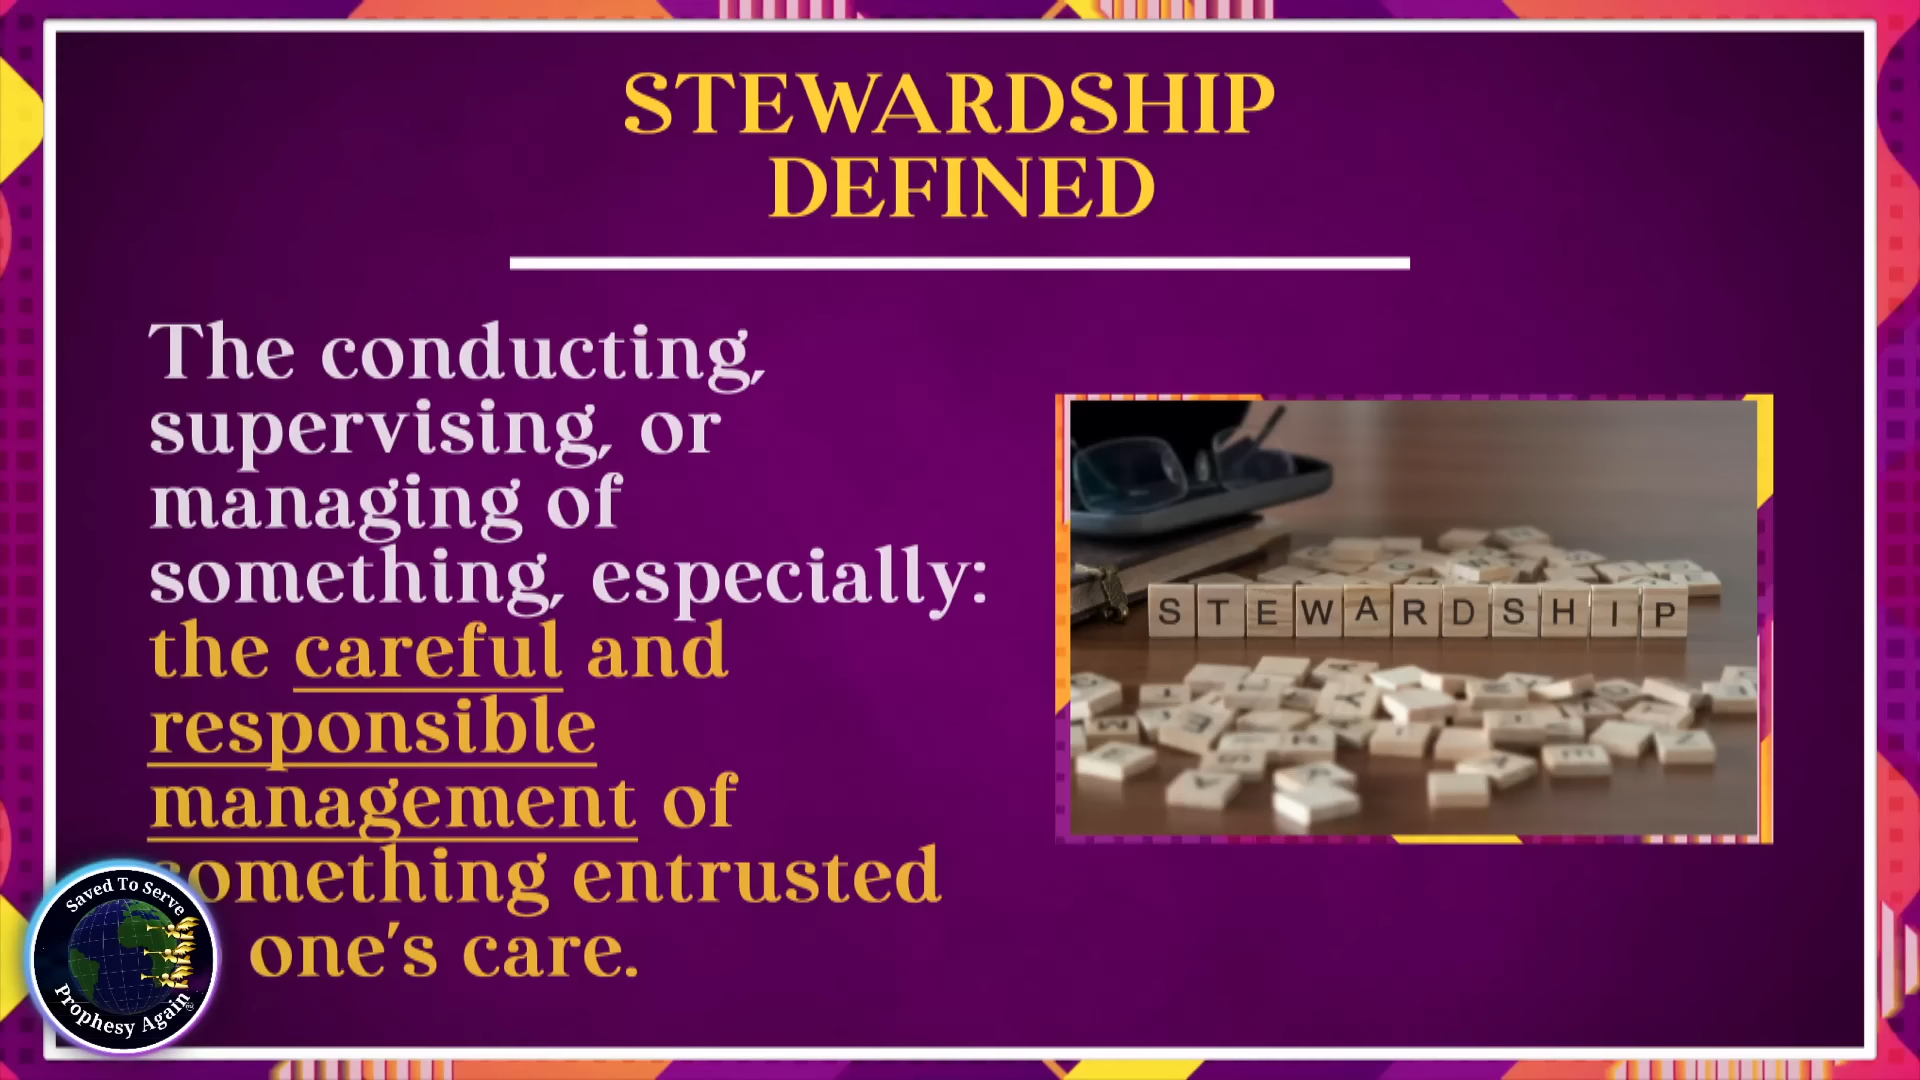 STEWARDSHIP
DEFINED
The conducting,
supervising, or
managing of
something, especially:
the careful and
responsible
management of
something entrusted
one's care.
STEWARDSHIP
Saved To Serve
Prophesy Again